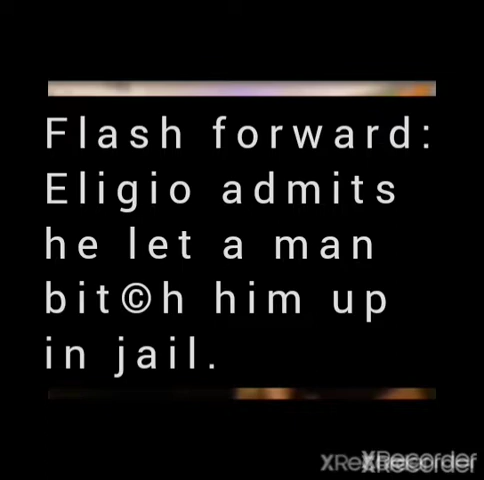 Flash forward:
Eligio admits
he let a man
bit©h him up
in jail.
XRecorder